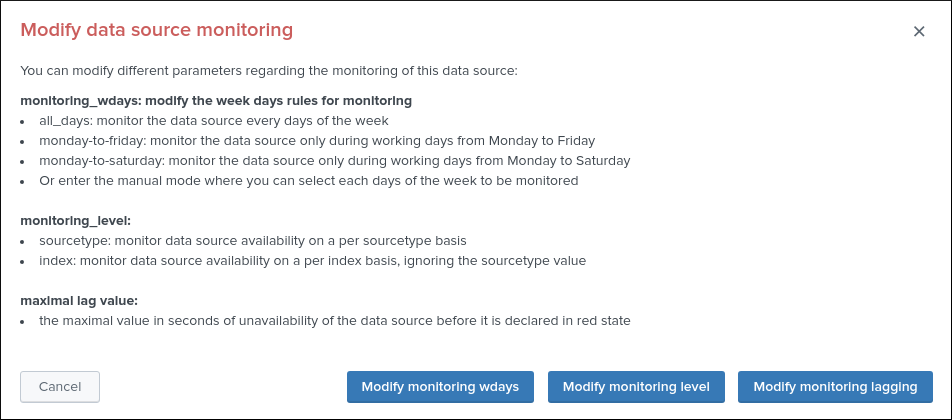 Modify data source monitoring
×
You can modify different parameters regarding the monitoring of this data source:
monitoring_wdays: modify the week days rules for monitoring
• all_days: monitor the data source every days of the week
• monday-to-friday: monitor the data source only during working days from Monday to Friday
• monday-to-saturday: monitor the data source only during working days from Monday to Saturday
• Or enter the manual mode where you can select each days of the week to be monitored
monitoring_level:
• sourcetype: monitor data source availability on a per sourcetype basis
• index: monitor data source availability on a per index basis, ignoring the sourcetype value
maximal lag value:
• the maximal value in seconds of unavailability of the data source before it is declared in red state
Cancel Modify monitoring wdays Modify monitoring level Modify monitoring lagging